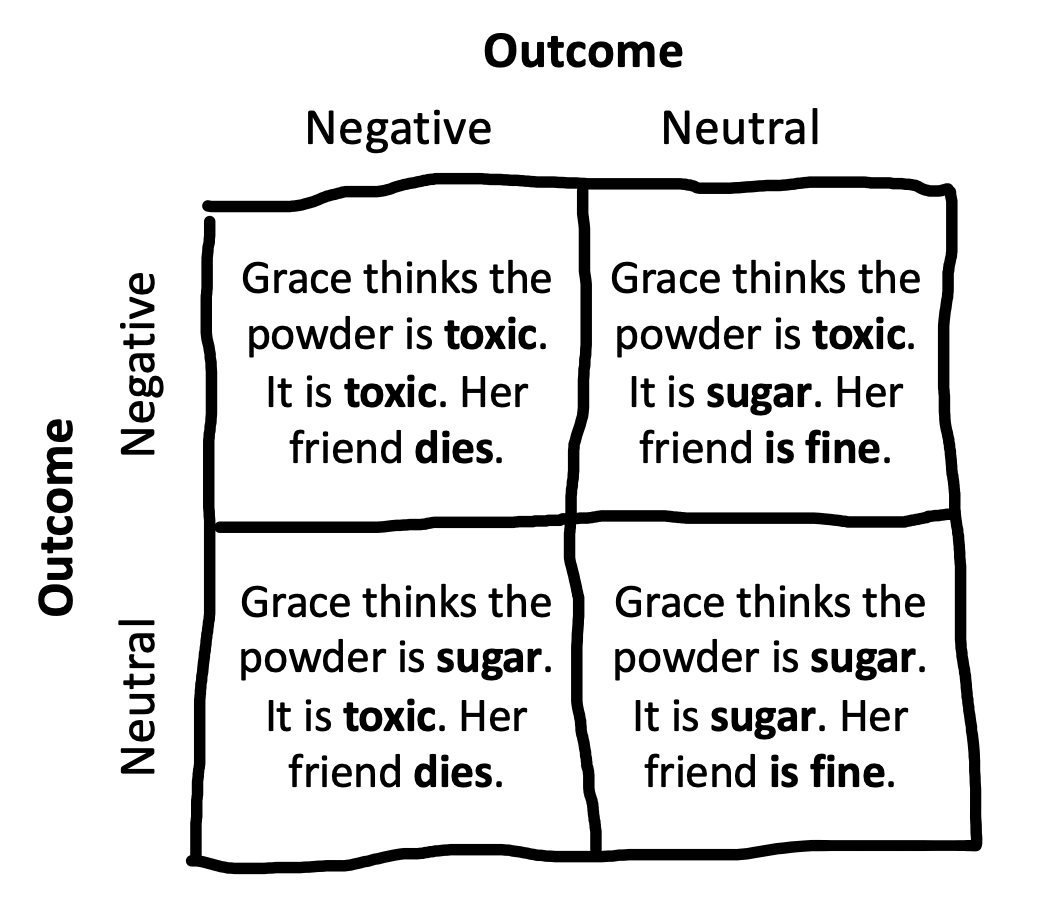 Outcome
Negative
Neutral
Outcome
Negative
Grace thinks the
powder is toxic.
It is toxic. Her
friend dies.
Grace thinks the
powder is toxic.
It is sugar. Her
friend is fine.
Neutral
Grace thinks the
powder is sugar.
It is toxic. Her
friend dies.
Grace thinks the
powder is sugar.
It is sugar. Her
friend is fine.